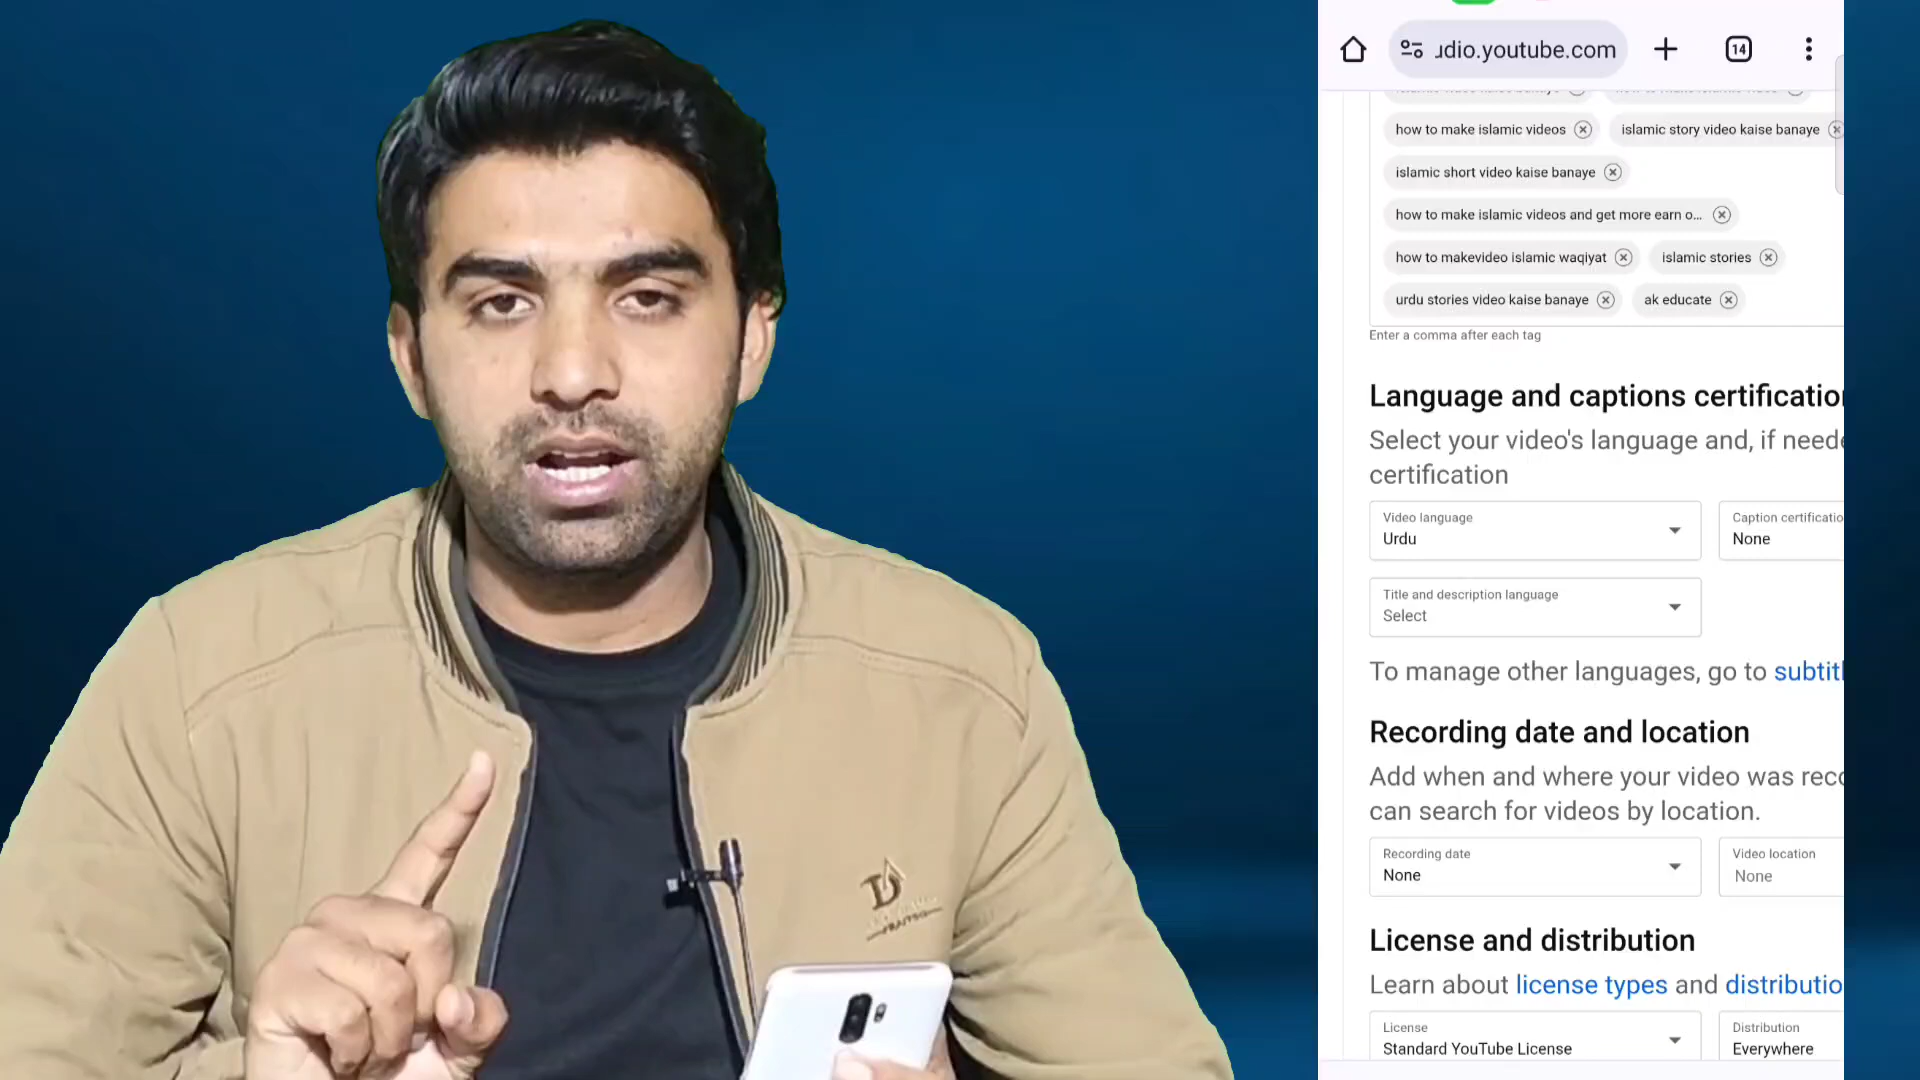 udio.youtube.com
14
how to make islamic videos
islamic story video kaise banaye
islamic short video kaise banaye
how to make islamic videos and get more earn o...
how to makevideo islamic waqiyat
islamic stories
urdu stories video kaise banaye
ak educate
Enter a comma after each tag
Language and captions certificatio
Select your video's language and, if neede
certification
Video language
Urdu
Caption certificatio
None
Title and description language
Select
To manage other languages, go to subtitl
Recording date and location
Add when and where your video was reco
can search for videos by location.
Recording date
None
Video location
None
License and distribution
Learn about license types and distributio
License
Standard YouTube License
Distribution
Everywhere